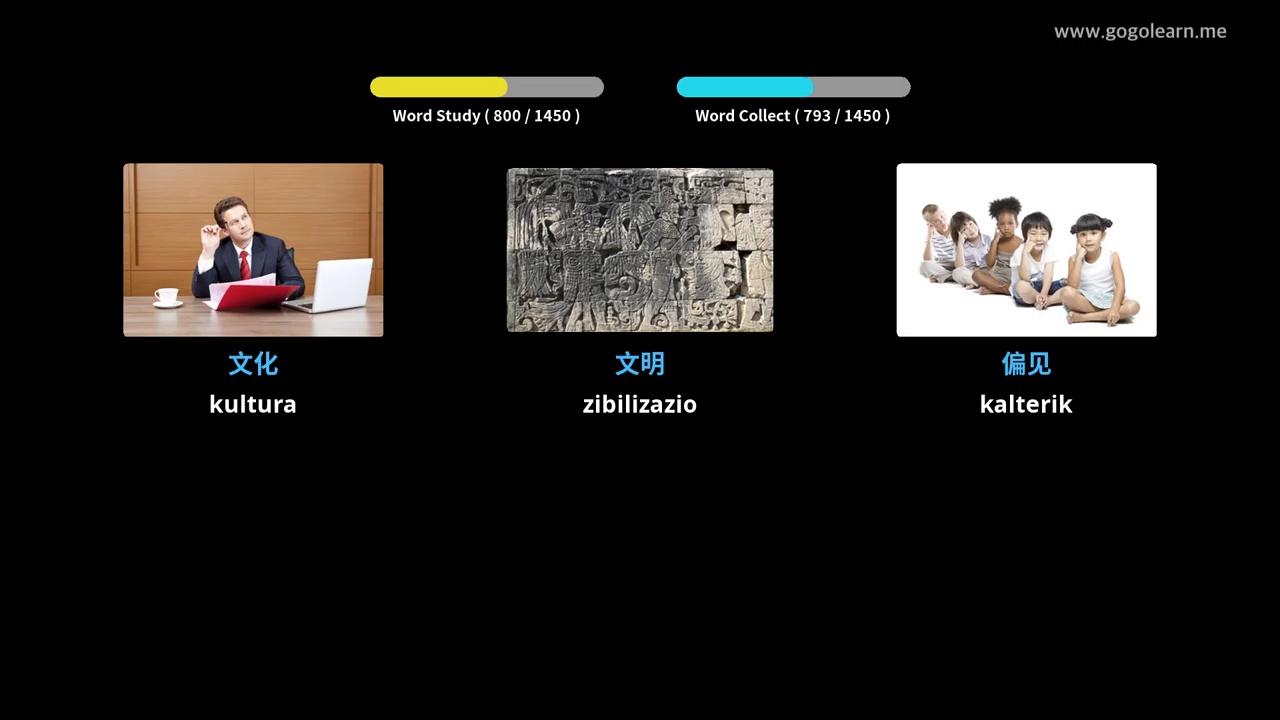 www.gogolearn.me
Word Study ( 800 / 1450 )
Word Collect ( 793 / 1450 )
文化
文明
偏见
kultura
zibilizazio
kalterik